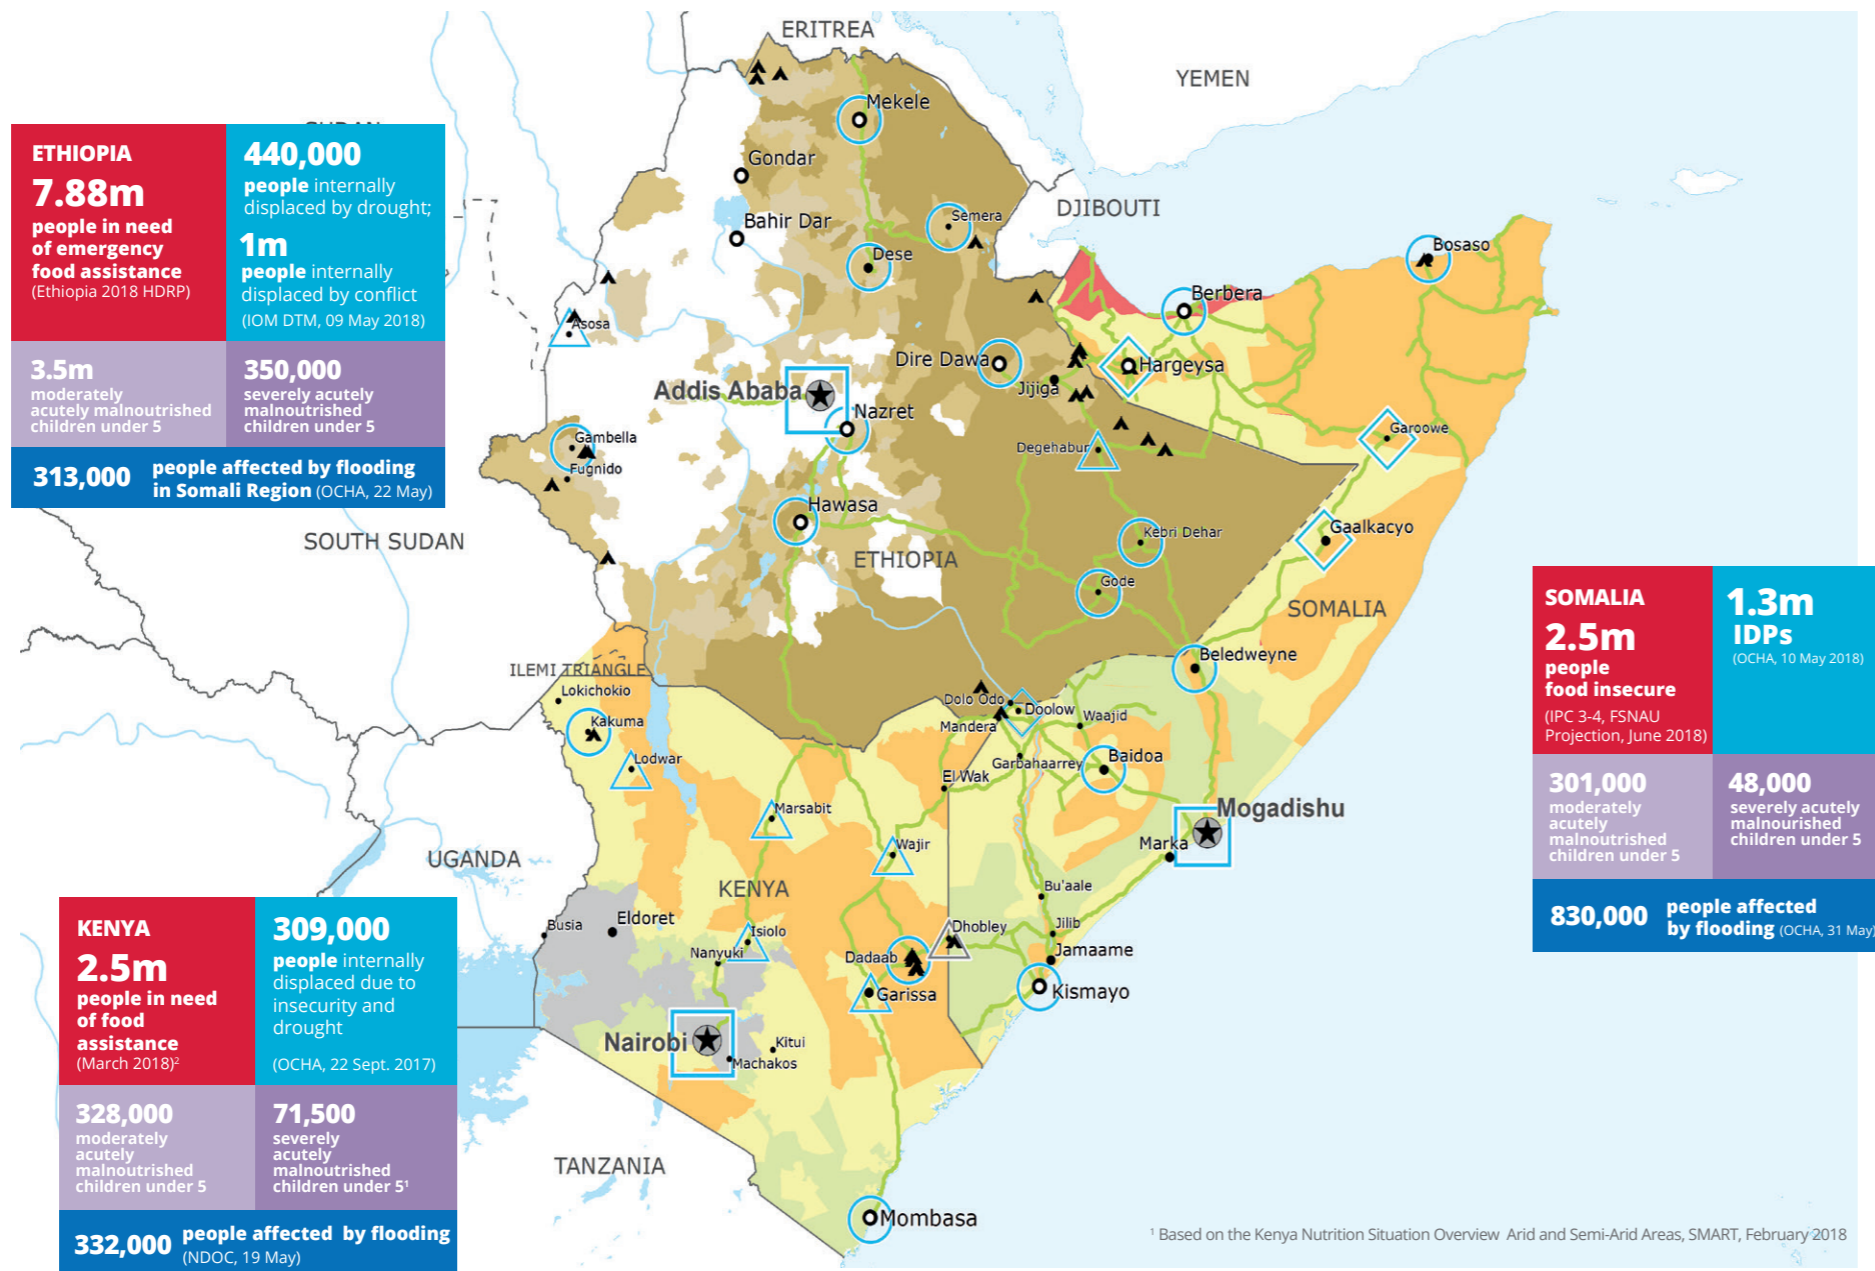 ERITREA
YEMEN
Mekele
Gondar
DJIBOUTI
Semera
Bahir Dar
Dese
Bosaso
Berbera
Asosa
Dire Dawa
Hargeysa
Jijiga
Addis Ababa
Nazret
Garoowe
Gambella
Degehabur
Fugnido
Hawasa
Gaalkacyo
Kebri Dehar
SOUTH SUDAN
ETHIOPIA
Gode
SOMALIA
Beledweyne
ILEMI TRIANGLE
Lokichokio
Dolo Odo
Doolow
Waajid
Kakuma
Mandera
Lodwar
Garbahaarrey
Baidoa
El Wak
Marsabit
Mogadishu
Wajir
Marka
UGANDA
KENYA
Bu'aale
Busia
Eldoret
Isiolo
Dhobley
Jilib
Nanyuki
Dadaab
Jamaame
Garissa
Kismayo
Nairobi
Kitui
Machakos
TANZANIA
Mombasa
ETHIOPIA
7.88m
people in need
of emergency
food assistance
(Ethiopia 2018 HDRP)
440,000
people internally
displaced by drought;
1m
people internally
displaced by conflict
(IOM DTM, 09 May 2018)
3.5m
moderately
acutely malnoutrished
children under 5
350,000
severely acutely
malnoutrished
children under 5
313,000 people affected by flooding
in Somali Region (OCHA, 22 May)
SOMALIA
2.5m
people
food insecure
(IPC 3-4, FSNAU
Projection, June 2018)
1.3m
IDPs
(OCHA, 10 May 2018)
301,000
moderately
acutely
malnoutrished
children under 5
48,000
severely acutely
malnourished
children under 5
830,000 people affected
by flooding (OCHA, 31 May)
KENYA
2.5m
people in need
of food
assistance
(March 2018)²
309,000
people internally
displaced due to
insecurity and
drought
(OCHA, 22 Sept. 2017)
328,000
moderately
acutely
malnoutrished
children under 5
71,500
severely
acutely
malnoutrished
children under 5¹
332,000 people affected by flooding
(NDOC, 19 May)
¹ Based on the Kenya Nutrition Situation Overview Arid and Semi-Arid Areas, SMART, February 2018